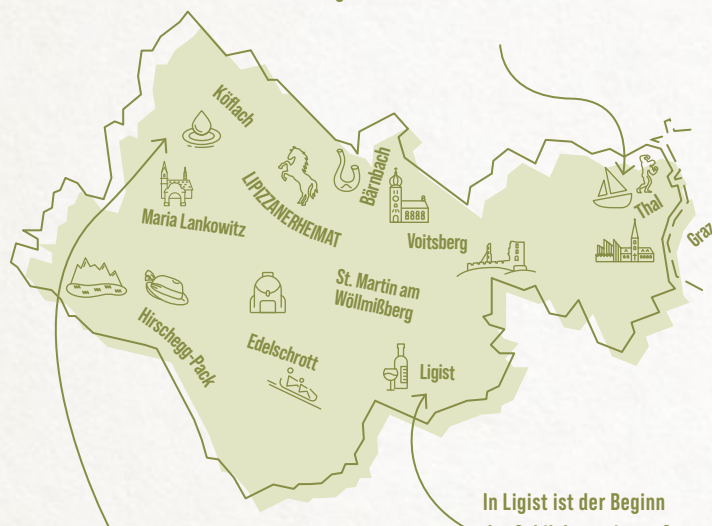 Köflach
LIPIZZANERHEIMAT
Bärnbach
Thal
Graz
Maria Lankowitz
Voitsberg
St. Martin am
Wöllmißberg
Hirschegg-Pack
Edelschrott
Ligist
In Ligist ist der Beginn